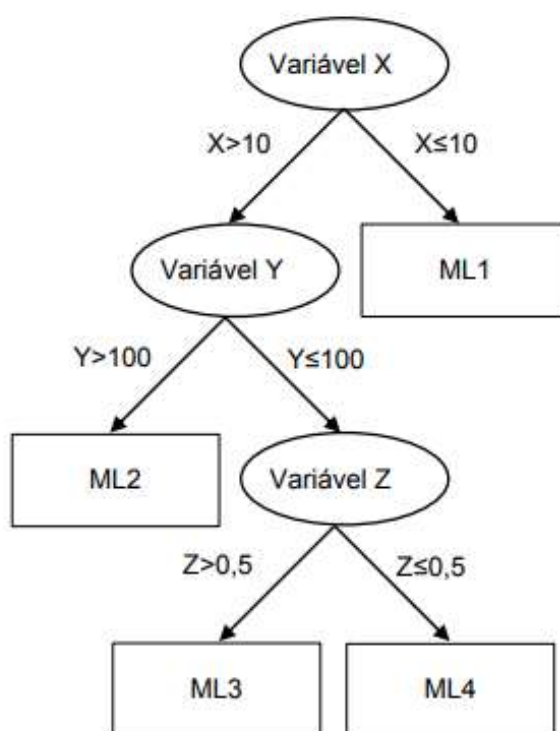 Variável X
X>10
X≤10
Variável Y
ML1
Y>100
Y≤100
ML2
Variável Z
Z>0,5
Z≤0,5
ML3
ML4